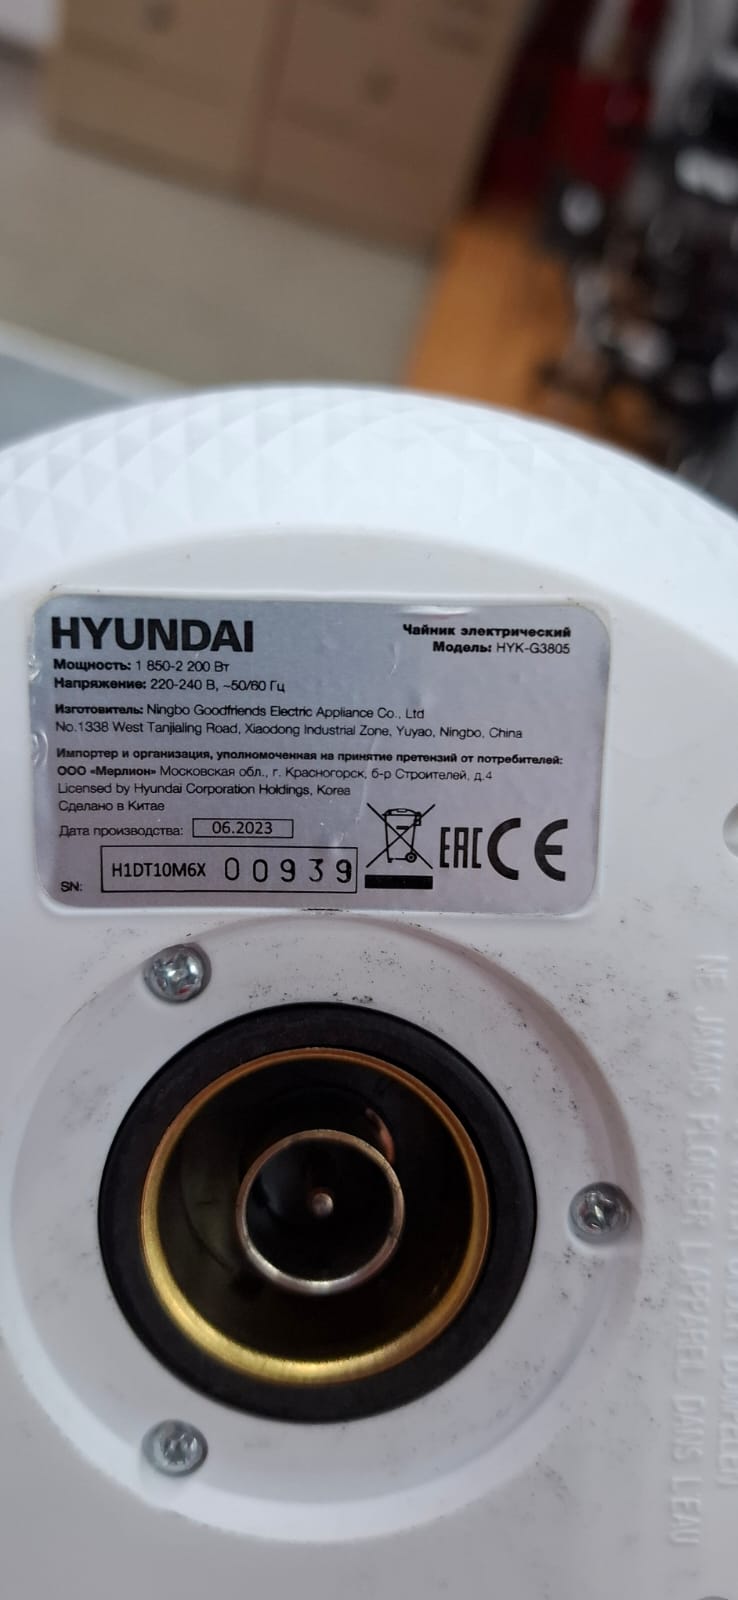 HYUNDAI
Чайник электрический
Модель: HYK-G3805
Мощность: 1 850-2 200 Вт
Напряжение: 220-240 В, ~50/60 Гц
Изготовитель: Ningbo Goodfriends Electric Appliance Co., Ltd
No.1338 West Tanjialing Road, Xiaodong Industrial Zone, Yuyao, Ningbo, China
Импортер и организация, уполномоченная на принятие претензий от потребителей:
ООО «Мерлион» Московская обл., г. Красногорск, б-р Строителей, д.4
Licensed by Hyundai Corporation Holdings, Korea
Сделано в Китае
Дата производства: 06.2023
SN: H1DT10M6X 00939
EAC CE
NE JAMAIS PLONGER L'APPAREIL DANS L'EAU